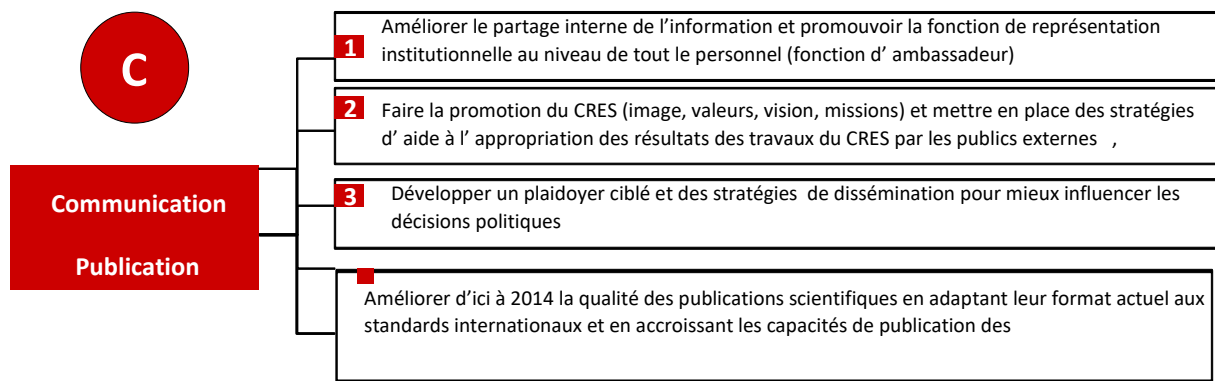 C
Communication
Publication
1
Améliorer le partage interne de l’information et promouvoir la fonction de représentation
institutionnelle au niveau de tout le personnel (fonction d’ ambassadeur)
2
Faire la promotion du CRES (image, valeurs, vision, missions) et mettre en place des stratégies
d’ aide à l’ appropriation des résultats des travaux du CRES par les publics externes ,
3
Développer un plaidoyer ciblé et des stratégies de dissémination pour mieux influencer les
décisions politiques
Améliorer d’ici à 2014 la qualité des publications scientifiques en adaptant leur format actuel aux
standards internationaux et en accroissant les capacités de publication des